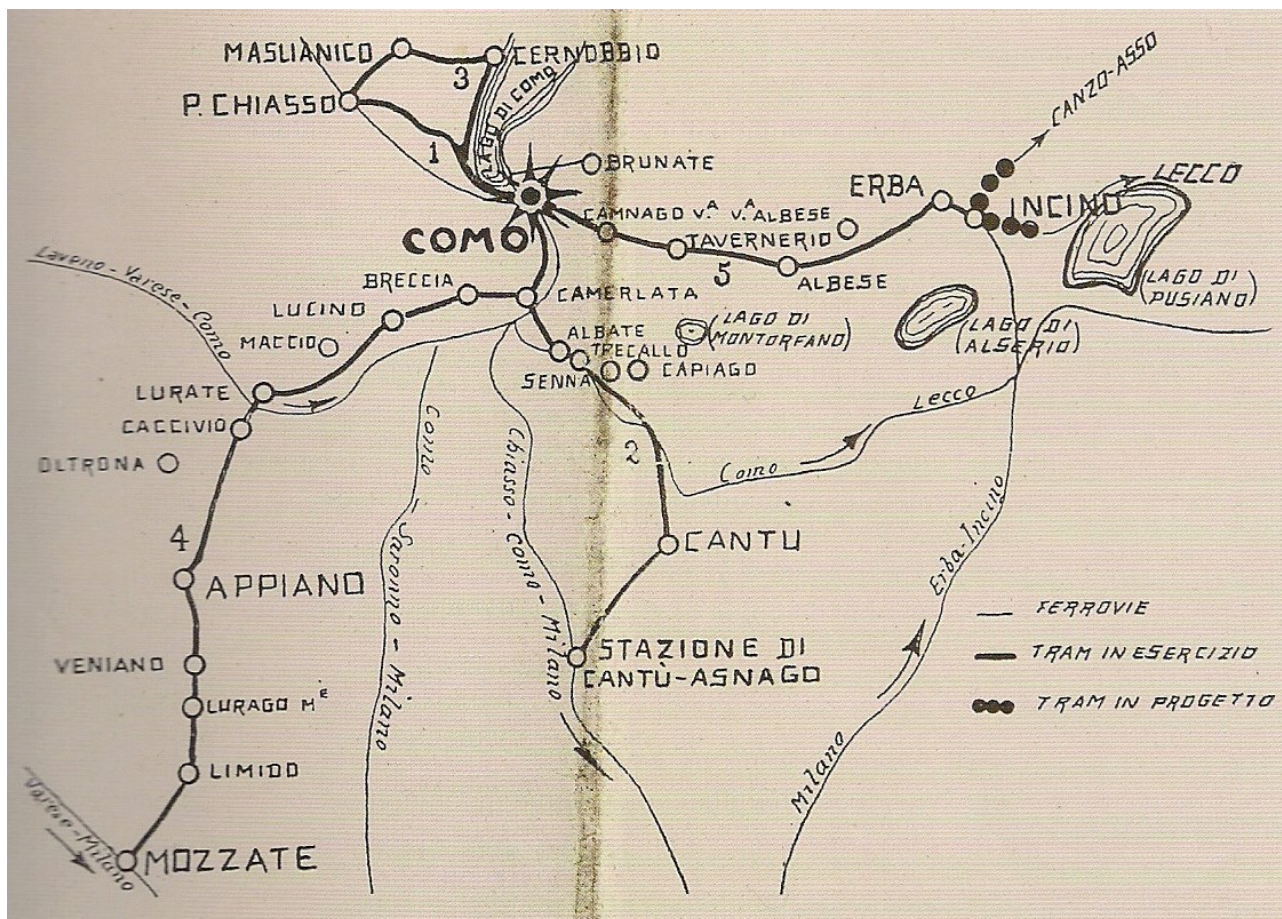 MASLIANICO
CERNOBBIO
3
P. CHIASSO
LAGO DI COMO
1
BRUNATE
CANZO-ASSO
LECCO
ERBA
INCINO
COMO
CAMNAGO V.A V.A ALBESE
TAVERNERIO
5
ALBESE
(LAGO DI
PUSIANO)
Laveno-Varese-Como
BRECCIA
CAMERLATA
LUCINO
MACCIO
ALBATE
TRECALLO
SENNA
CAPIAGO
(LAGO DI
MONTORFANO)
(LAGO DI
ALSERIO)
LURATE
CACCIVIO
OLTRONA
2
Como
Lecco
4
APPIANO
Como - Saronno - Milano
Chiasso-Como-Milano
CANTU
Milano
Erba-Incino
VENIANO
LURAGO M.E
LIMIDO
STAZIONE DI
CANTÙ-ASNAGO
Varese-Milano
MOZZATE
FERROVIE
TRAM IN ESERCIZIO
TRAM IN PROGETTO